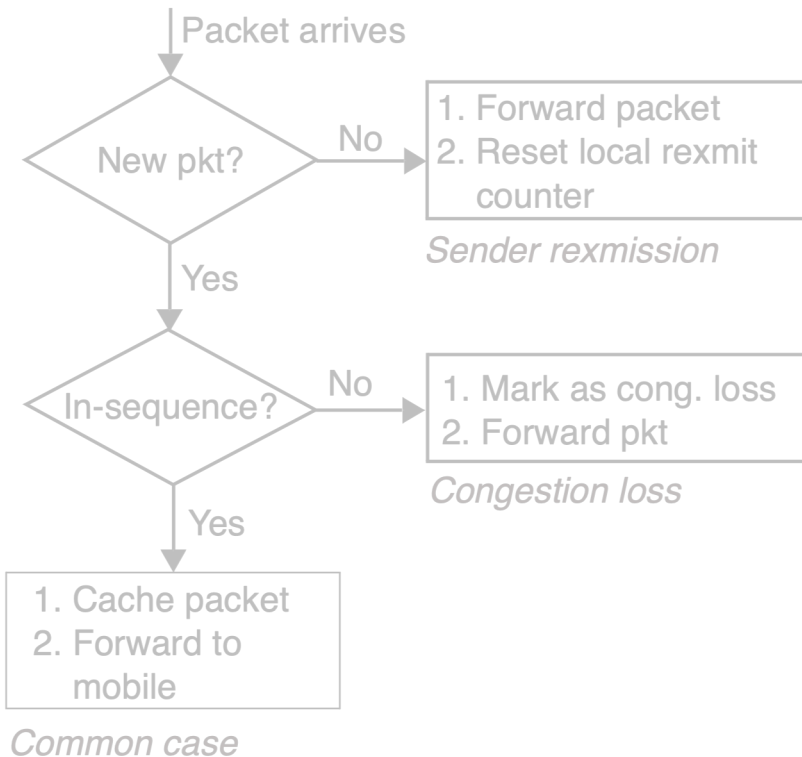 Packet arrives
New pkt?
No
1. Forward packet
2. Reset local rexmit
counter
Sender rexmission
Yes
In-sequence?
No
1. Mark as cong. loss
2. Forward pkt
Congestion loss
Yes
1. Cache packet
2. Forward to
mobile
Common case